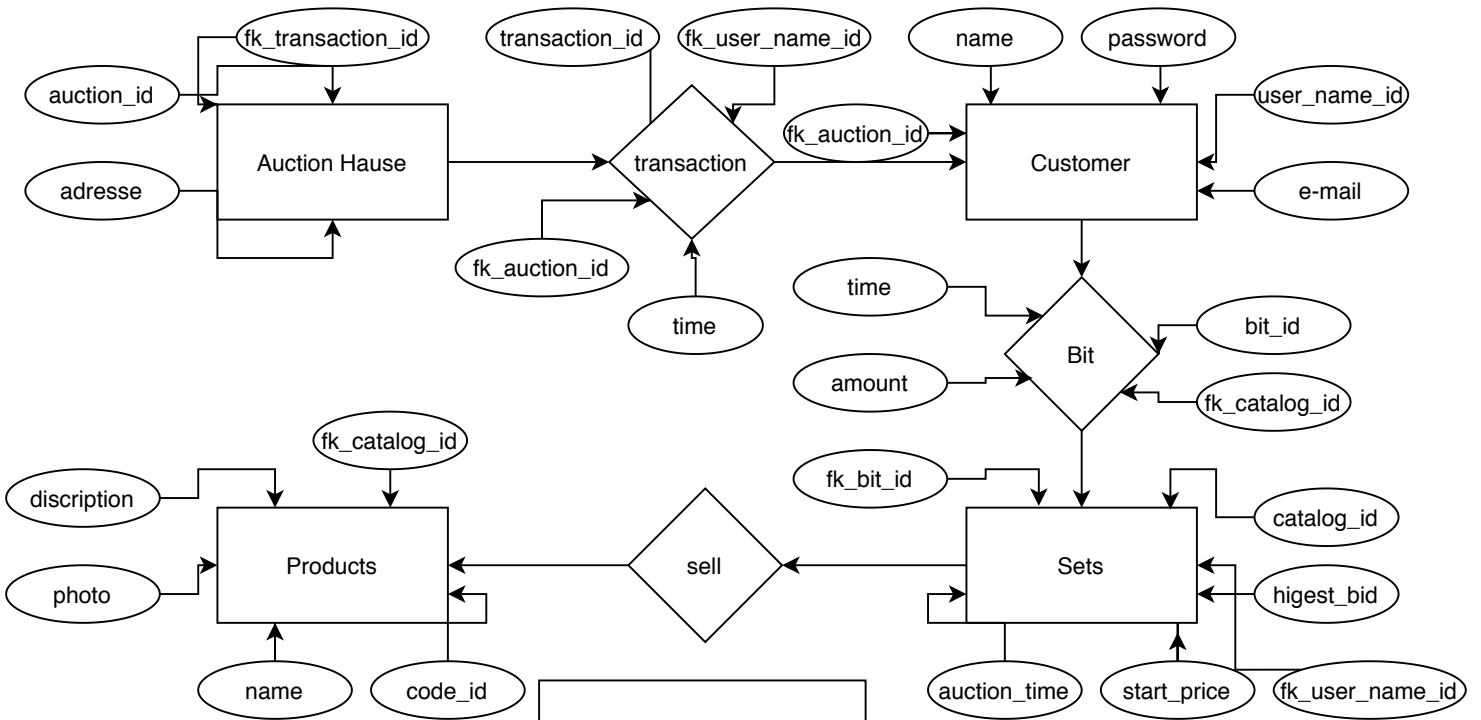 fk_transaction_id
transaction_id
fk_user_name_id
name
password
auction_id
user_name_id
fk_auction_id
Auction Hause
transaction
Customer
adresse
e-mail
fk_auction_id
time
time
bit_id
Bit
amount
fk_catalog_id
fk_catalog_id
discription
fk_bit_id
catalog_id
Products
sell
Sets
photo
higest_bid
name
code_id
auction_time
start_price
fk_user_name_id